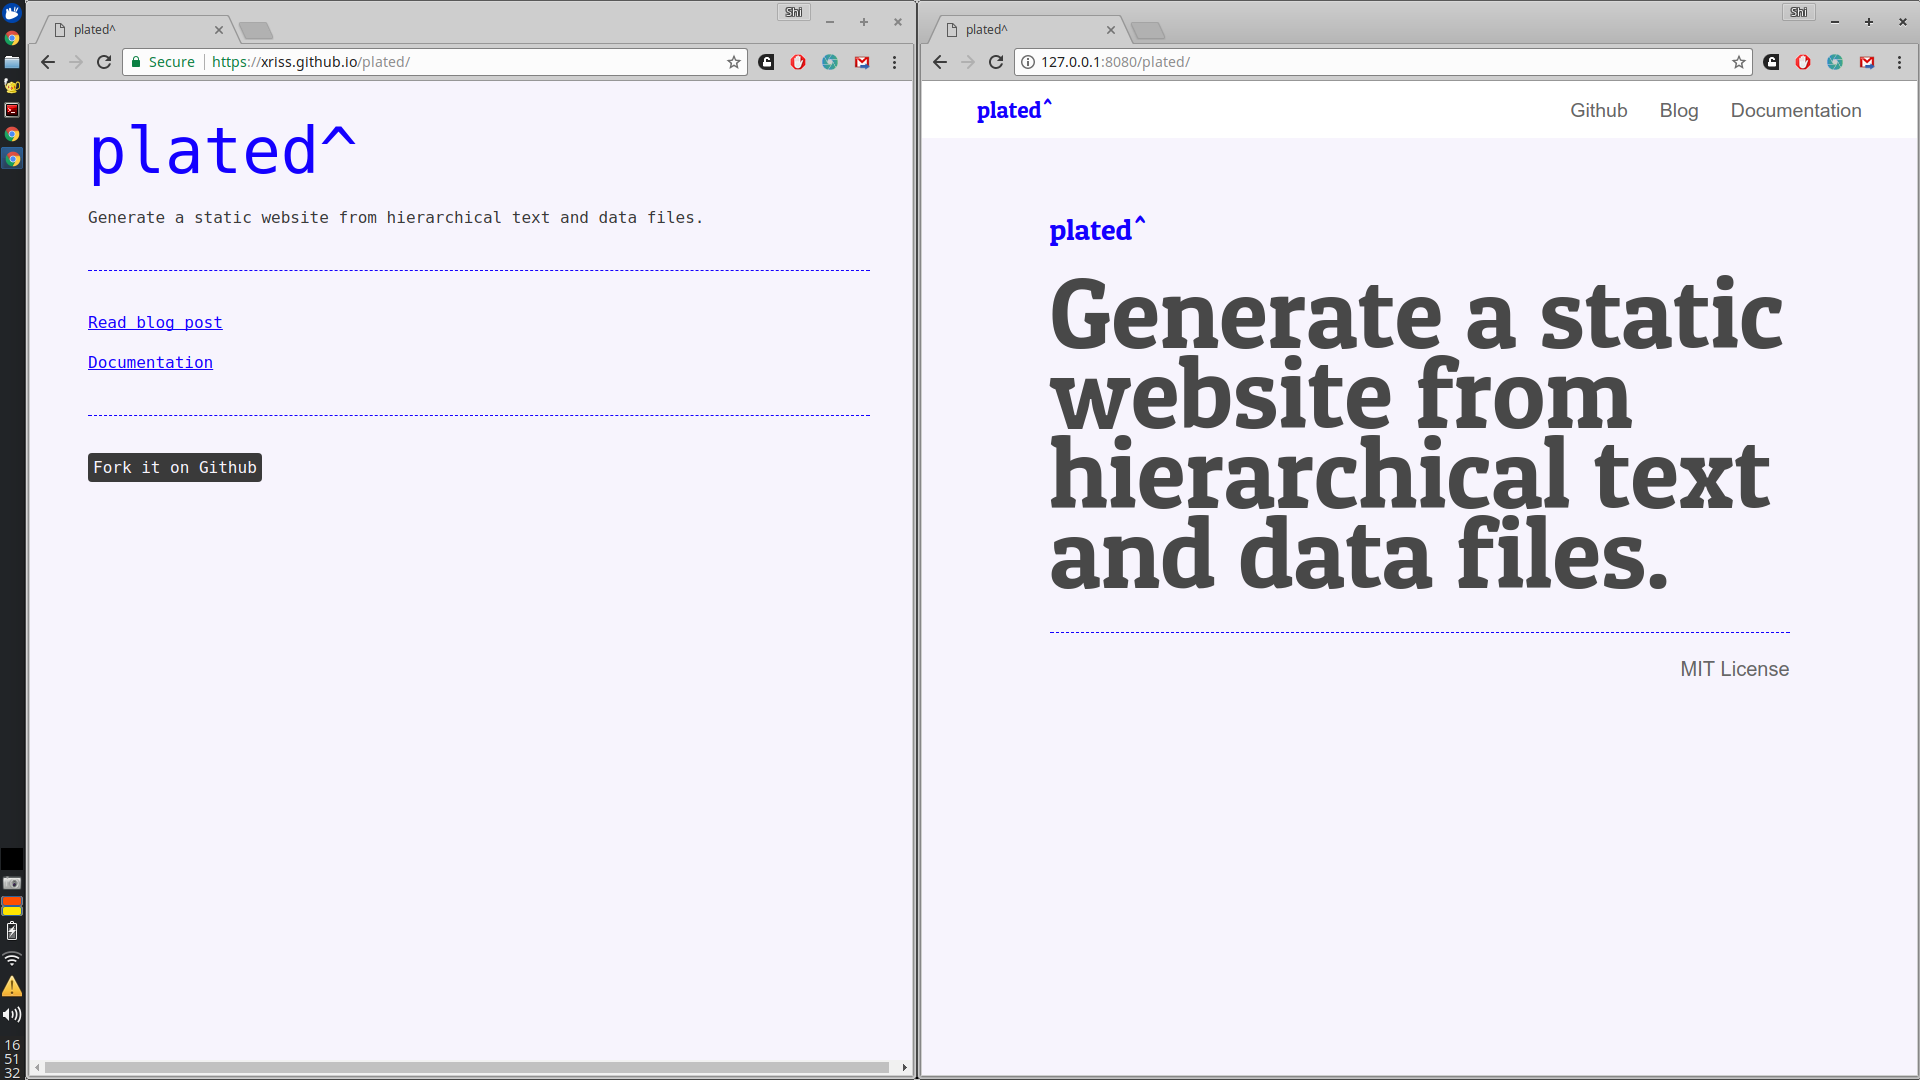 plated^
Shi
Secure
https://xriss.github.io/plated/
plated^
Generate a static website from hierarchical text and data files.
Read blog post
Documentation
Fork it on Github
16
51
32
plated^
Shi
127.0.0.1:8080/plated/
plated^
Github
Blog
Documentation
plated^
Generate a static
website from
hierarchical text
and data files.
MIT License